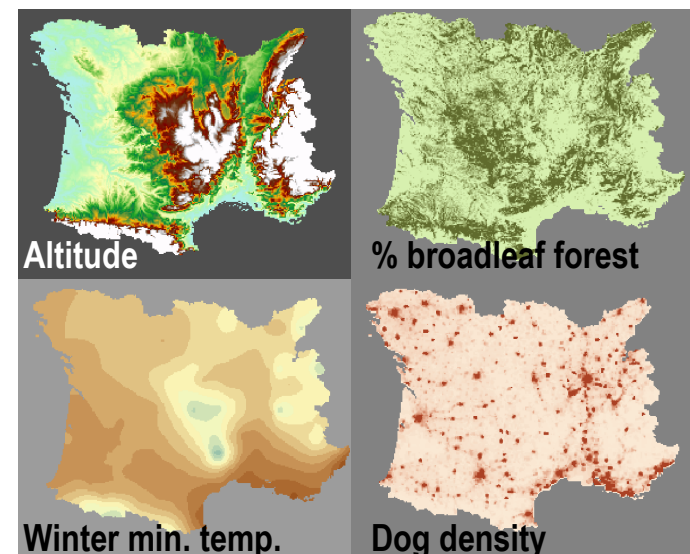 Altitude
% broadleaf forest
Winter min. temp.
Dog density